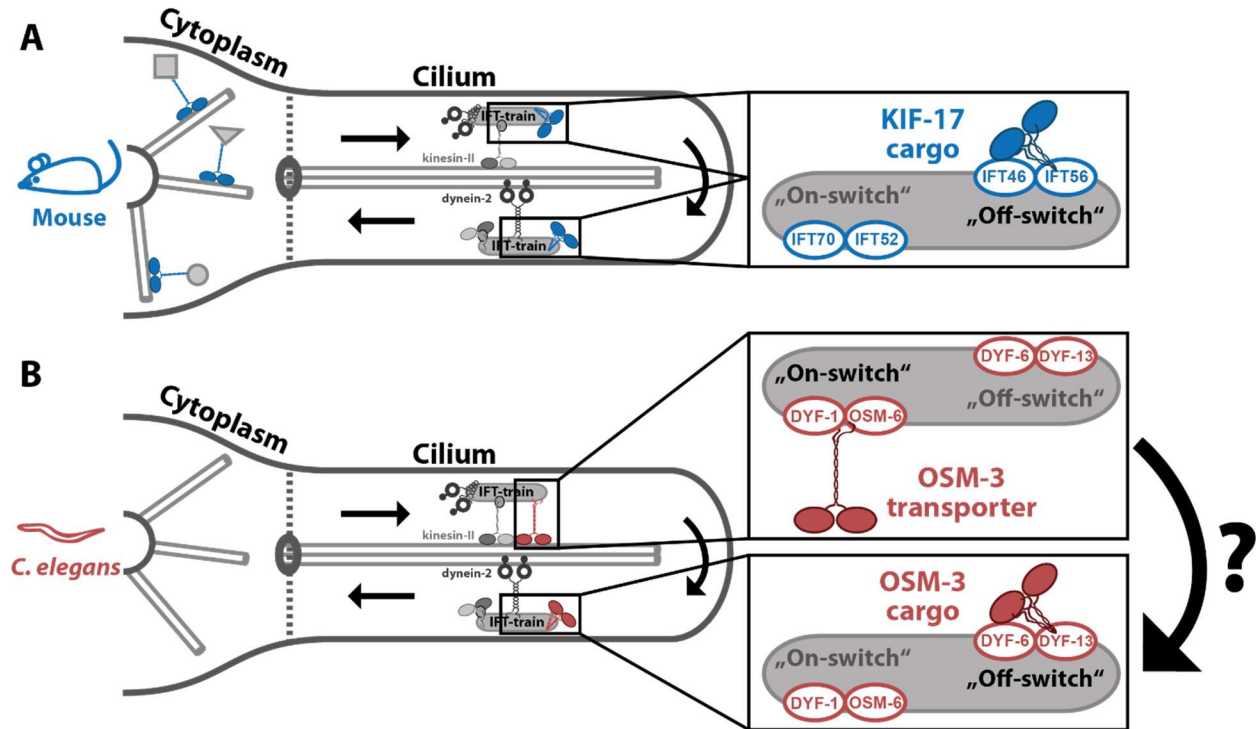 A
Cytoplasm
Cilium
IFT-train
kinesin-II
dynein-2
IFT-train
Mouse
KIF-17
cargo
IFT46
IFT56
„On-switch“
„Off-switch“
IFT70
IFT52
B
Cytoplasm
Cilium
IFT-train
kinesin-II
dynein-2
IFT-train
C. elegans
DYF-6
DYF-13
„On-switch“
„Off-switch“
DYF-1
OSM-6
OSM-3
transporter
OSM-3
cargo
DYF-6
DYF-13
„On-switch“
„Off-switch“
DYF-1
OSM-6
?